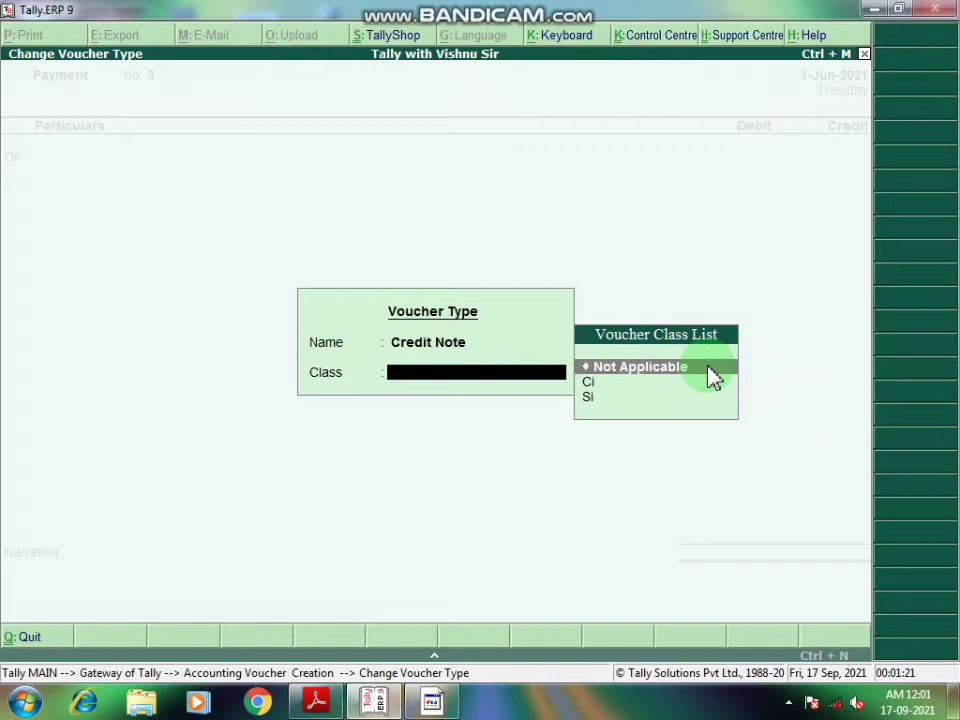 Tally.ERP 9
www.BANDICAM.com
P: Print E: Export M: E-Mail O: Upload S: TallyShop G: Language K: Keyboard K: Control Centre H: Support Centre H: Help
Change Voucher Type Tally with Vishnu Sir Ctrl + M
Payment No. 3 1-Jun-2021
Tuesday
Particulars Debit Credit
Dr
Voucher Type
Name : Credit Note
Class :
Voucher Class List
♦ Not Applicable
Ci
Si
Narration
Q: Quit
Ctrl + N
Tally MAIN --> Gateway of Tally --> Accounting Voucher Creation --> Change Voucher Type © Tally Solutions Pvt Ltd., 1988-20 Fri, 17 Sep, 2021 00:01:21
AM 12:01
17-09-2021